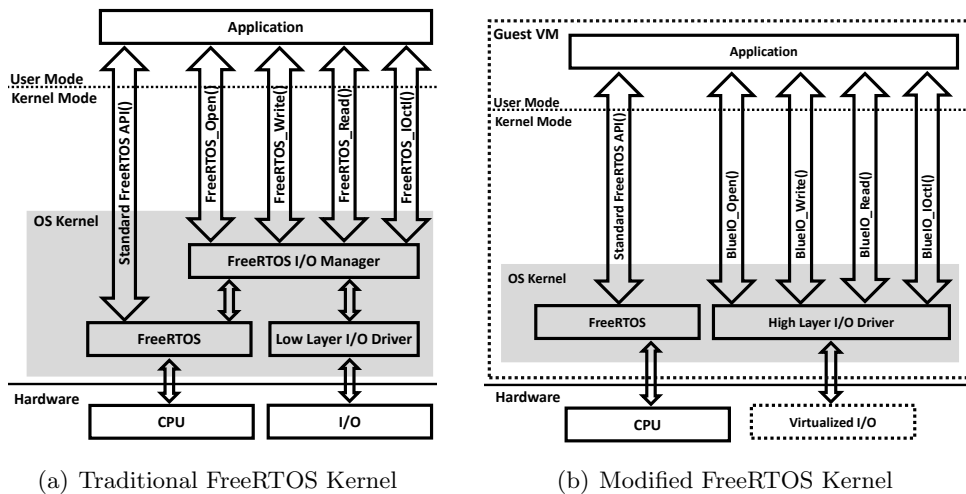 Application
User Mode
Kernel Mode
Standard FreeRTOS API()
FreeRTOS_Open()
FreeRTOS_Write()
FreeRTOS_Read()
FreeRTOS_IOctl()
OS Kernel
FreeRTOS I/O Manager
FreeRTOS
Low Layer I/O Driver
Hardware
CPU
I/O
(a) Traditional FreeRTOS Kernel
Guest VM
Application
User Mode
Kernel Mode
Standard FreeRTOS API()
BlueIO_Open()
BlueIO_Write()
BlueIO_Read()
BlueIO_IOctl()
OS Kernel
FreeRTOS
High Layer I/O Driver
Hardware
CPU
Virtualized I/O
(b) Modified FreeRTOS Kernel